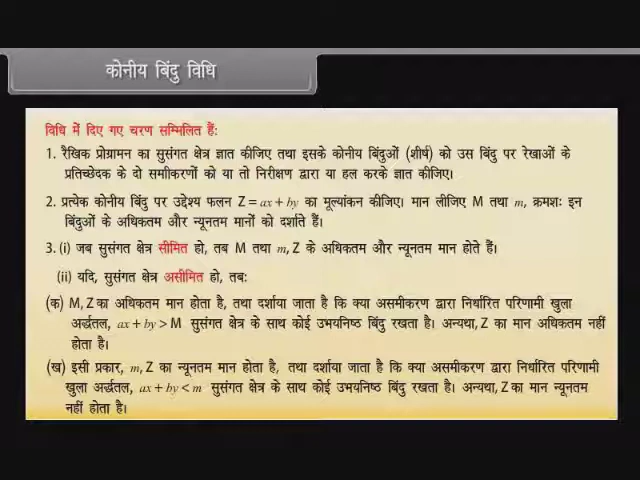 कोनीय बिंदु विधि
विधि में दिए गए चरण सम्मिलित हैं:
1. रैखिक प्रोग्रामन का सुसंगत क्षेत्र ज्ञात कीजिए तथा इसके कोनीय बिंदुओं (शीर्ष) को उस बिंदु पर रेखाओं के
प्रतिच्छेदक के दो समीकरणों को या तो निरीक्षण द्वारा या हल करके ज्ञात कीजिए।
2. प्रत्येक कोनीय बिंदु पर उद्देश्य फलन Z = ax + by का मूल्यांकन कीजिए। मान लीजिए M तथा m, क्रमशः इन
बिंदुओं के अधिकतम और न्यूनतम मानों को दर्शाते हैं।
3. (i) जब सुसंगत क्षेत्र सीमित हो, तब M तथा m, Z के अधिकतम और न्यूनतम मान होते हैं।
(ii) यदि, सुसंगत क्षेत्र असीमित हो, तब:
(क) M, Z का अधिकतम मान होता है, तथा दर्शाया जाता है कि क्या असमीकरण द्वारा निर्धारित परिणामी खुला
अर्द्धतल, ax + by > M सुसंगत क्षेत्र के साथ कोई उभयनिष्ठ बिंदु रखता है। अन्यथा, Z का मान अधिकतम नहीं
होता है।
(ख) इसी प्रकार, m, Z का न्यूनतम मान होता है, तथा दर्शाया जाता है कि क्या असमीकरण द्वारा निर्धारित परिणामी
खुला अर्द्धतल, ax + by < m सुसंगत क्षेत्र के साथ कोई उभयनिष्ठ बिंदु रखता है। अन्यथा, Z का मान न्यूनतम
नहीं होता है।